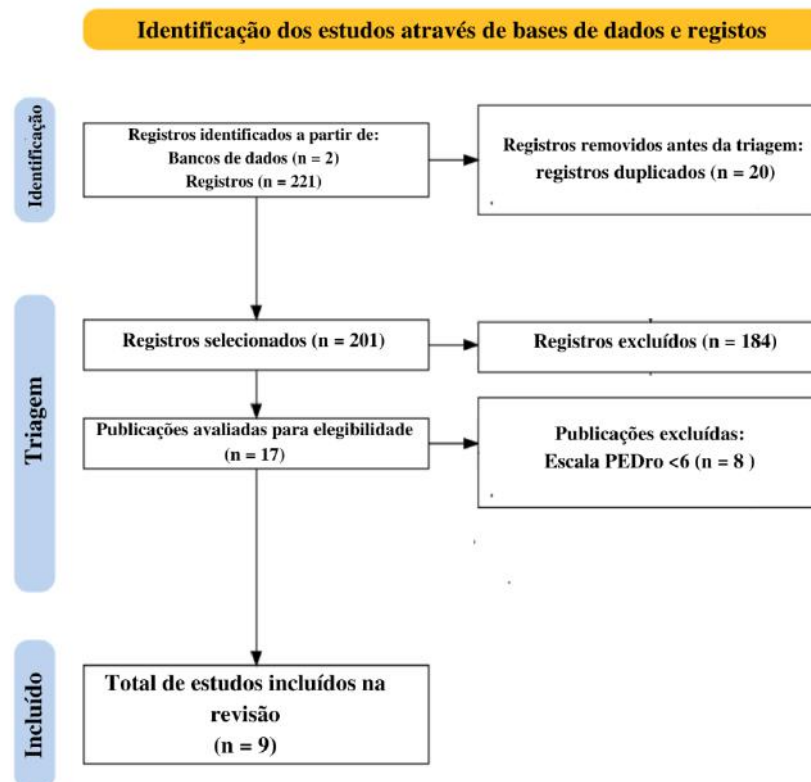 Identificação dos estudos através de bases de dados e registos
Identificação
Registros identificados a partir de:
Bancos de dados (n = 2)
Registros (n = 221)
Registros removidos antes da triagem:
registros duplicados (n = 20)
Triagem
Registros selecionados (n = 201)
Registros excluídos (n = 184)
Publicações avaliadas para elegibilidade
(n = 17)
Publicações excluídas:
Escala PEDro <6 (n = 8 )
Incluído
Total de estudos incluídos na
revisão
(n = 9)